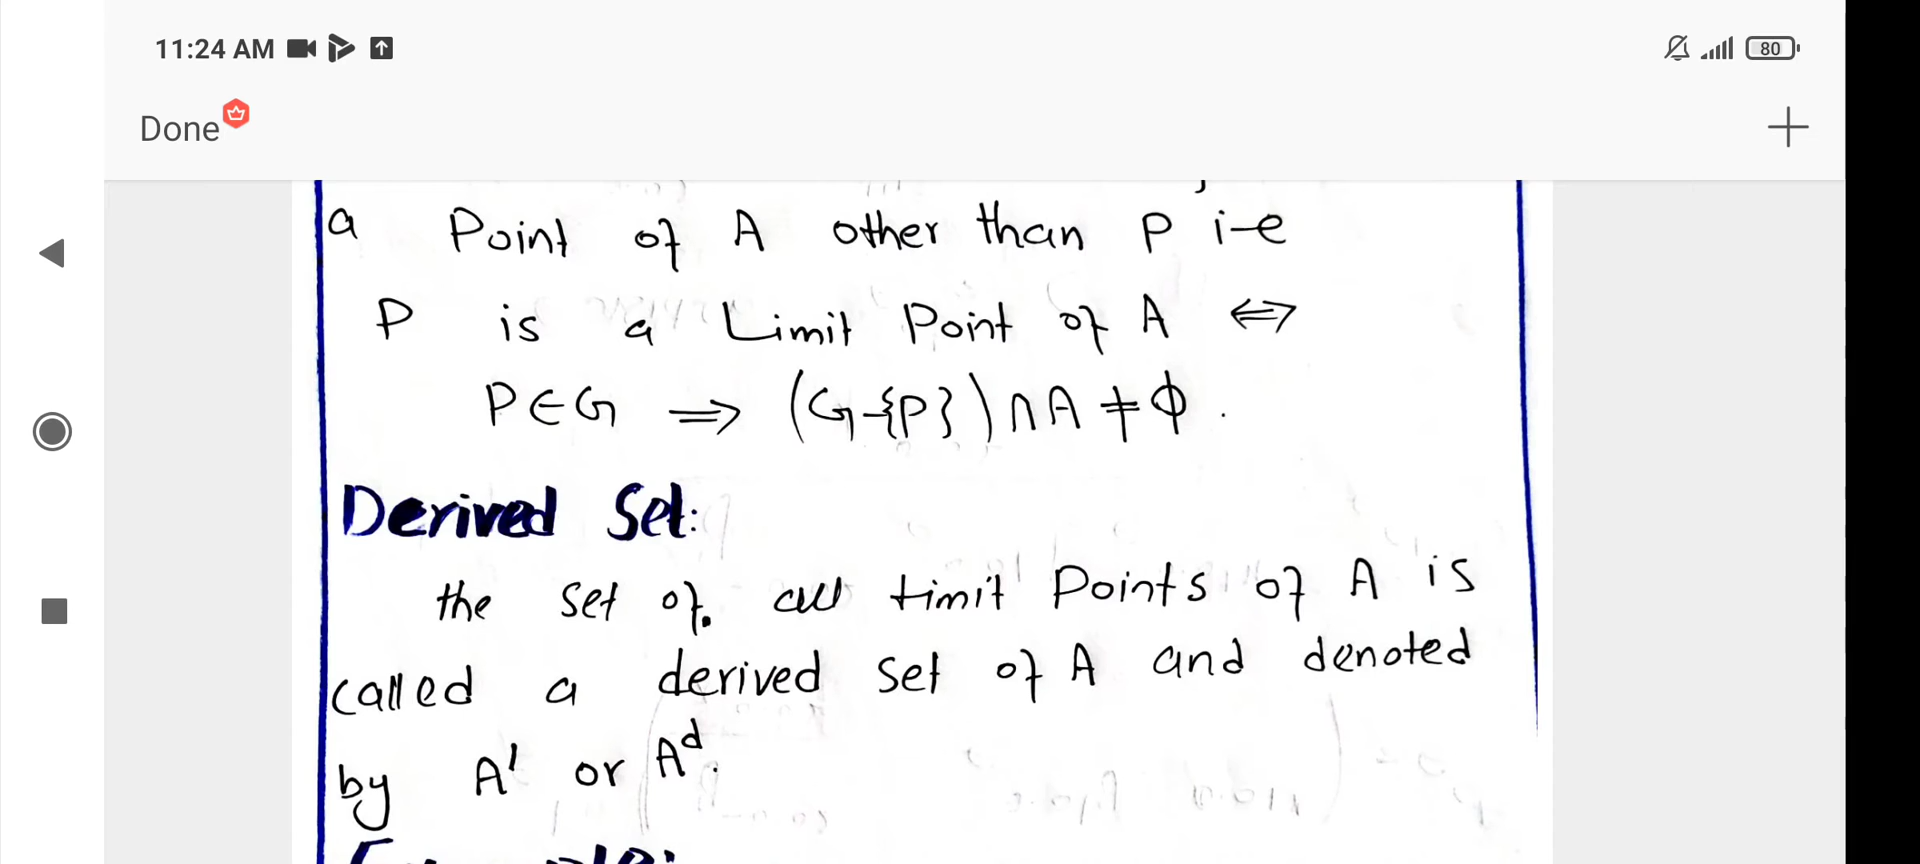 11:24 AM
80
Done
a Point of A other than P i-e
P is a Limit Point of A ⟺
P∈G ⟹ (G-{P})∩A≠Φ.
Derived Set:
the set of all limit Points of A is
called a derived set of A and denoted
by A' or Aᵈ.